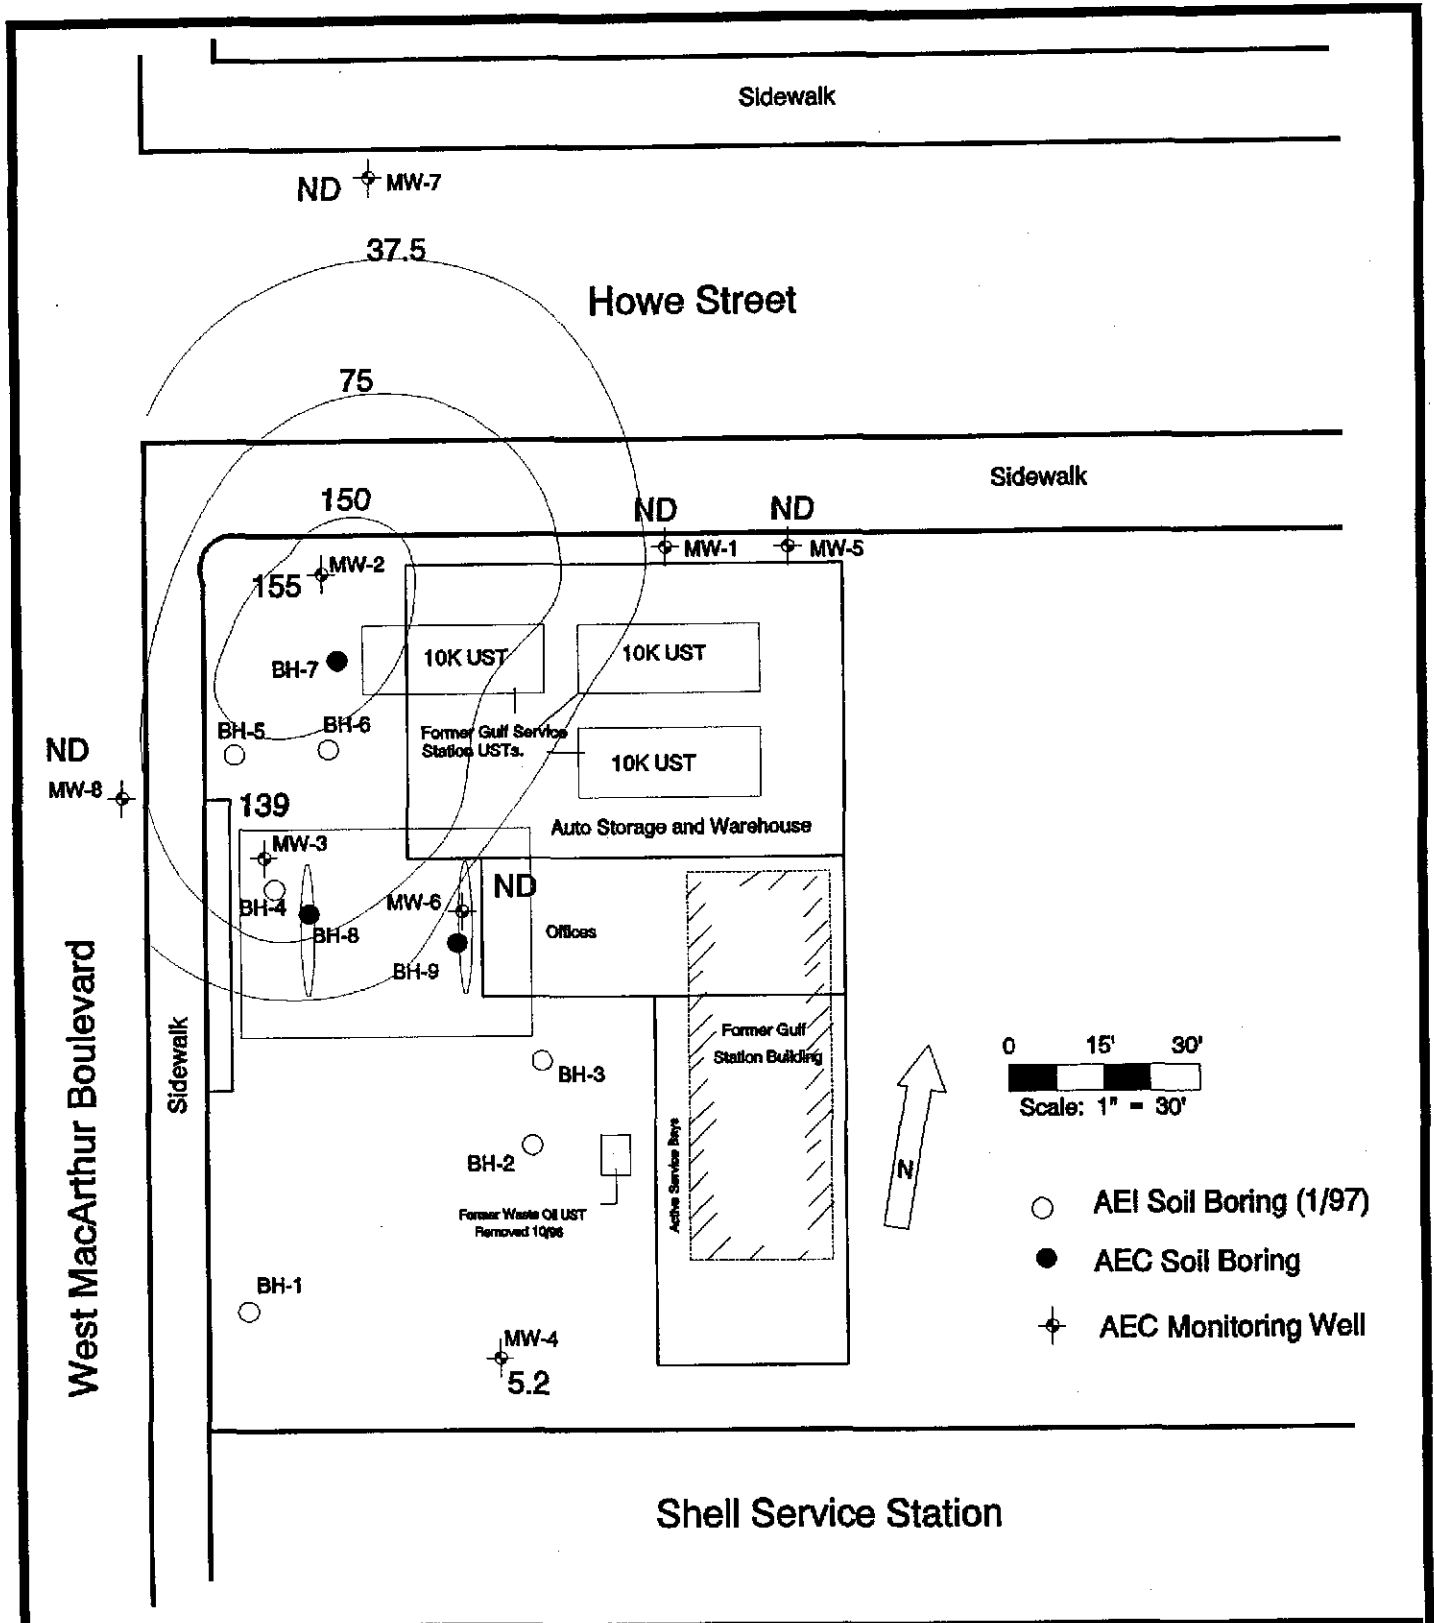 Sidewalk
ND
MW-7
37.5
Howe Street
75
Sidewalk
150
ND
ND
MW-1
MW-5
MW-2
155
BH-7
10K UST
10K UST
BH-5
BH-6
Former Gulf Service
Station USTs.
ND
10K UST
MW-8
139
Auto Storage and Warehouse
MW-3
ND
MW-6
BH-4
BH-8
Offices
BH-9
West MacArthur Boulevard
Sidewalk
Former Gulf
Station Building
0 15' 30'
Scale: 1" = 30'
BH-3
BH-2
Active Service Bays
N
Former Waste Oil UST
Removed 10/96
AEI Soil Boring (1/97)
AEC Soil Boring
BH-1
AEC Monitoring Well
MW-4
5.2
Shell Service Station